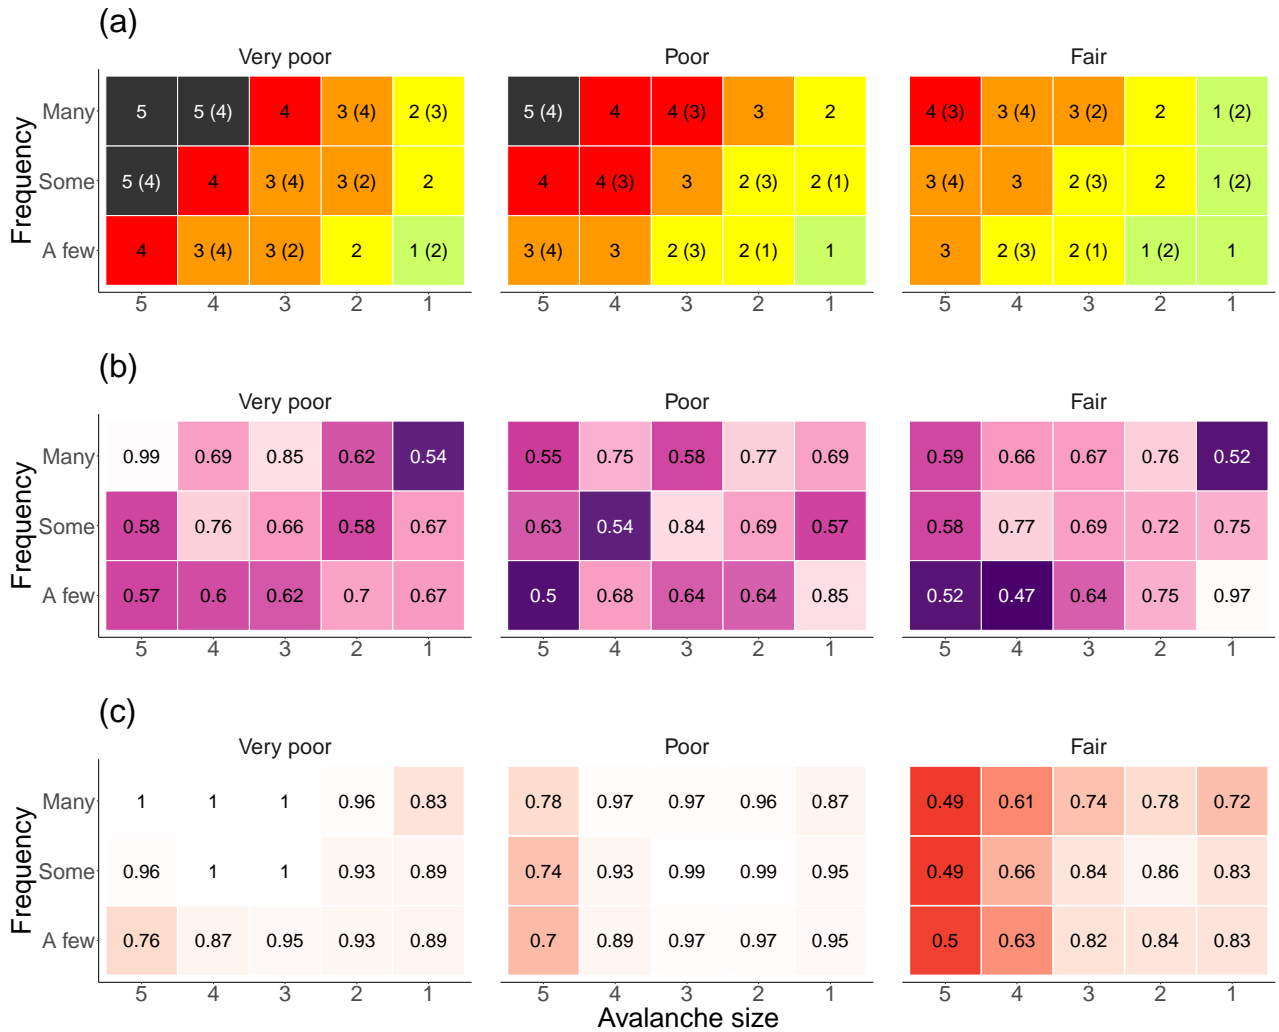 (a)
Very poor Poor Fair
Frequency
Many 5 5 (4) 4 3 (4) 2 (3) 5 (4) 4 4 (3) 3 2 4 (3) 3 (4) 3 (2) 2 1 (2)
Some 5 (4) 4 3 (4) 3 (2) 2 4 4 (3) 3 2 (3) 2 (1) 3 (4) 3 2 (3) 2 1 (2)
A few 4 3 (4) 3 (2) 2 1 (2) 3 (4) 3 2 (3) 2 (1) 1 3 2 (3) 2 (1) 1 (2) 1
5 4 3 2 1 5 4 3 2 1 5 4 3 2 1
(b)
Very poor Poor Fair
Frequency
Many 0.99 0.69 0.85 0.62 0.54 0.55 0.75 0.58 0.77 0.69 0.59 0.66 0.67 0.76 0.52
Some 0.58 0.76 0.66 0.58 0.67 0.63 0.54 0.84 0.69 0.57 0.58 0.77 0.69 0.72 0.75
A few 0.57 0.6 0.62 0.7 0.67 0.5 0.68 0.64 0.64 0.85 0.52 0.47 0.64 0.75 0.97
5 4 3 2 1 5 4 3 2 1 5 4 3 2 1
(c)
Very poor Poor Fair
Frequency
Many 1 1 1 0.96 0.83 0.78 0.97 0.97 0.96 0.87 0.49 0.61 0.74 0.78 0.72
Some 0.96 1 1 0.93 0.89 0.74 0.93 0.99 0.99 0.95 0.49 0.66 0.84 0.86 0.83
A few 0.76 0.87 0.95 0.93 0.89 0.7 0.89 0.97 0.97 0.95 0.5 0.63 0.82 0.84 0.83
5 4 3 2 1 5 4 3 2 1 5 4 3 2 1
Avalanche size